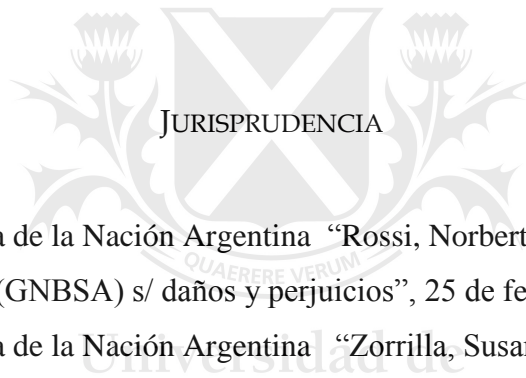 JURISPRUDENCIA
a de la Nación Argentina “Rossi, Norbert
QUAERERE VERUM
(GNBSA) s/ daños y perjuicios”, 25 de fe
a de la Nación Argentina “Zorrilla, Susan
Universidad de